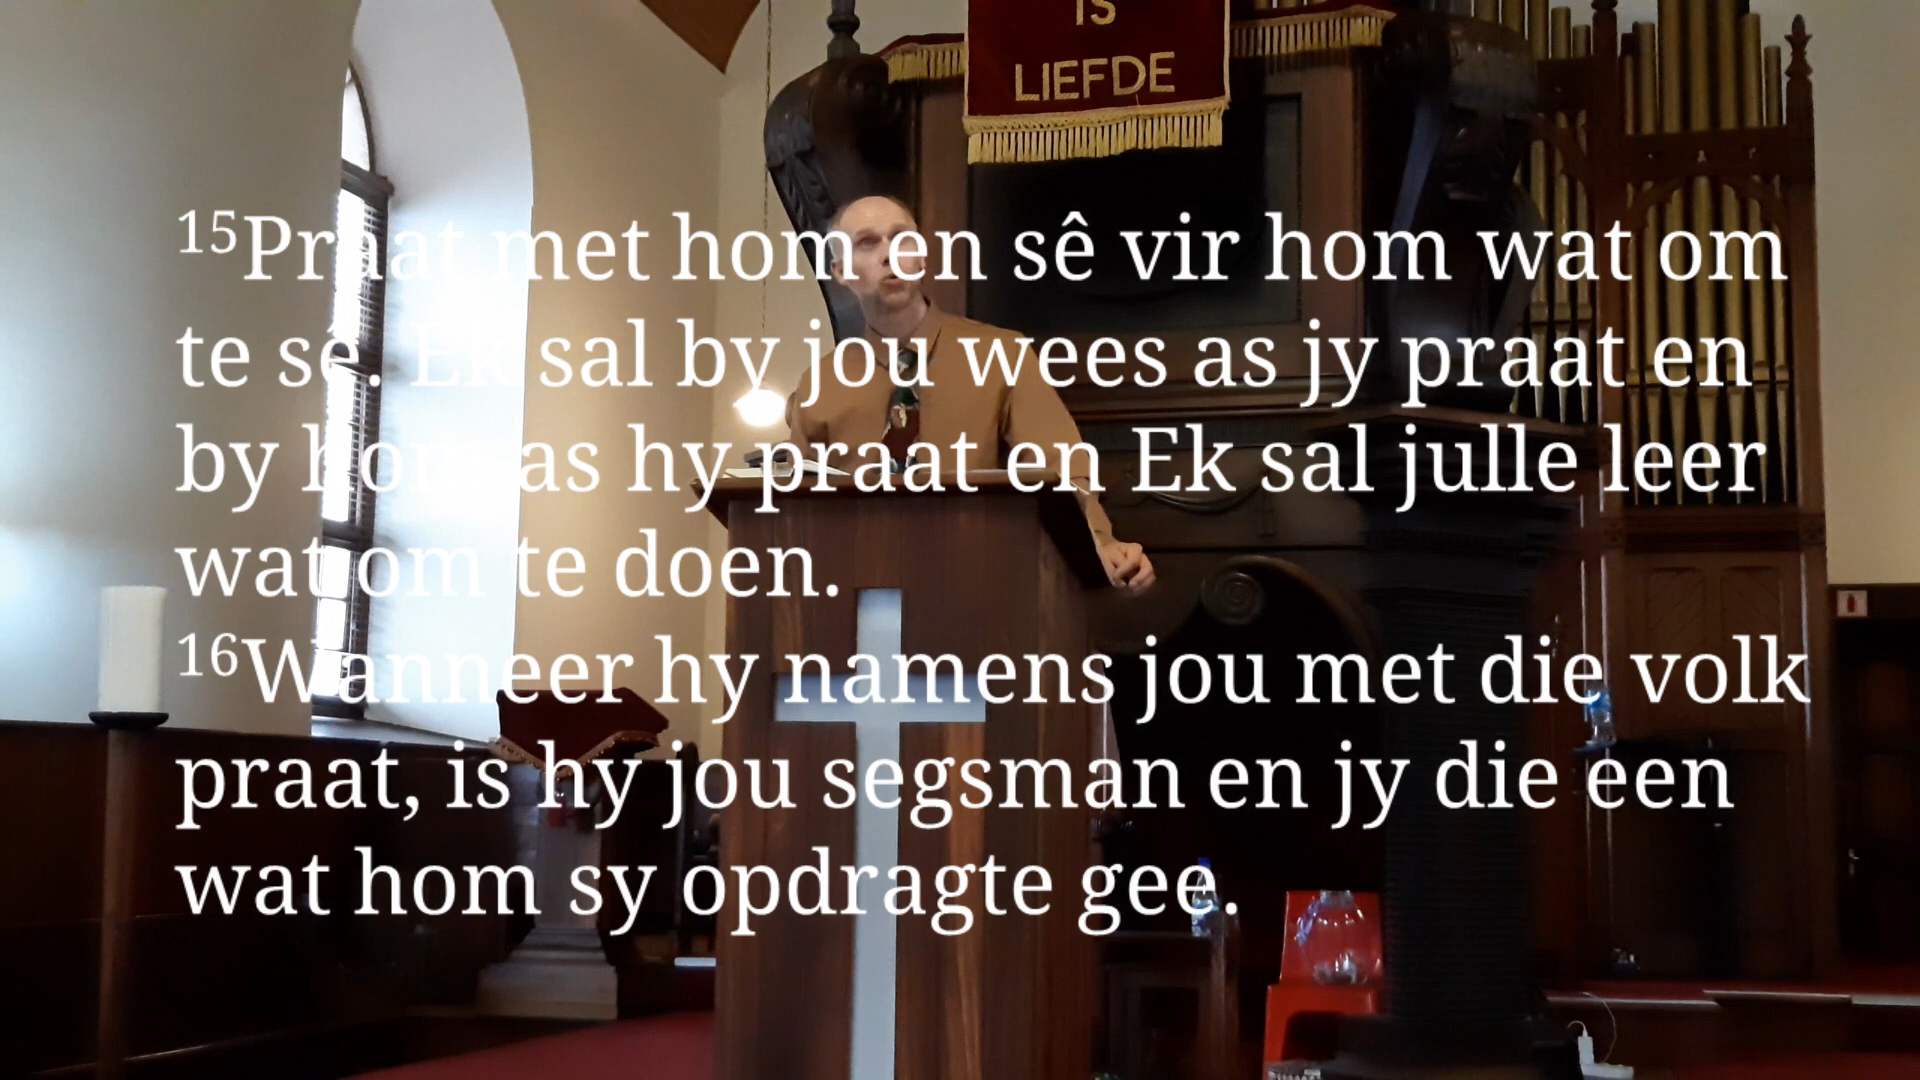 IS
LIEFDE
15Praat met hom en sê vir hom wat om
te sê. Ek sal by jou wees as jy praat en
by hom as hy praat en Ek sal julle leer
wat om te doen.
16Wanneer hy namens jou met die volk
praat, is hy jou segsman en jy die een
wat hom sy opdragte gee.